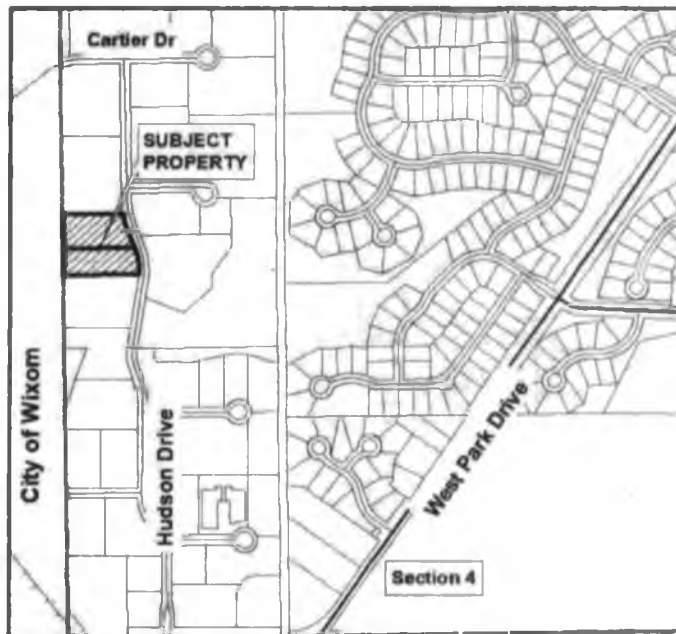 Cartier Dr
SUBJECT
PROPERTY
City of Wixom
Hudson Drive
West Park Drive
Section 4